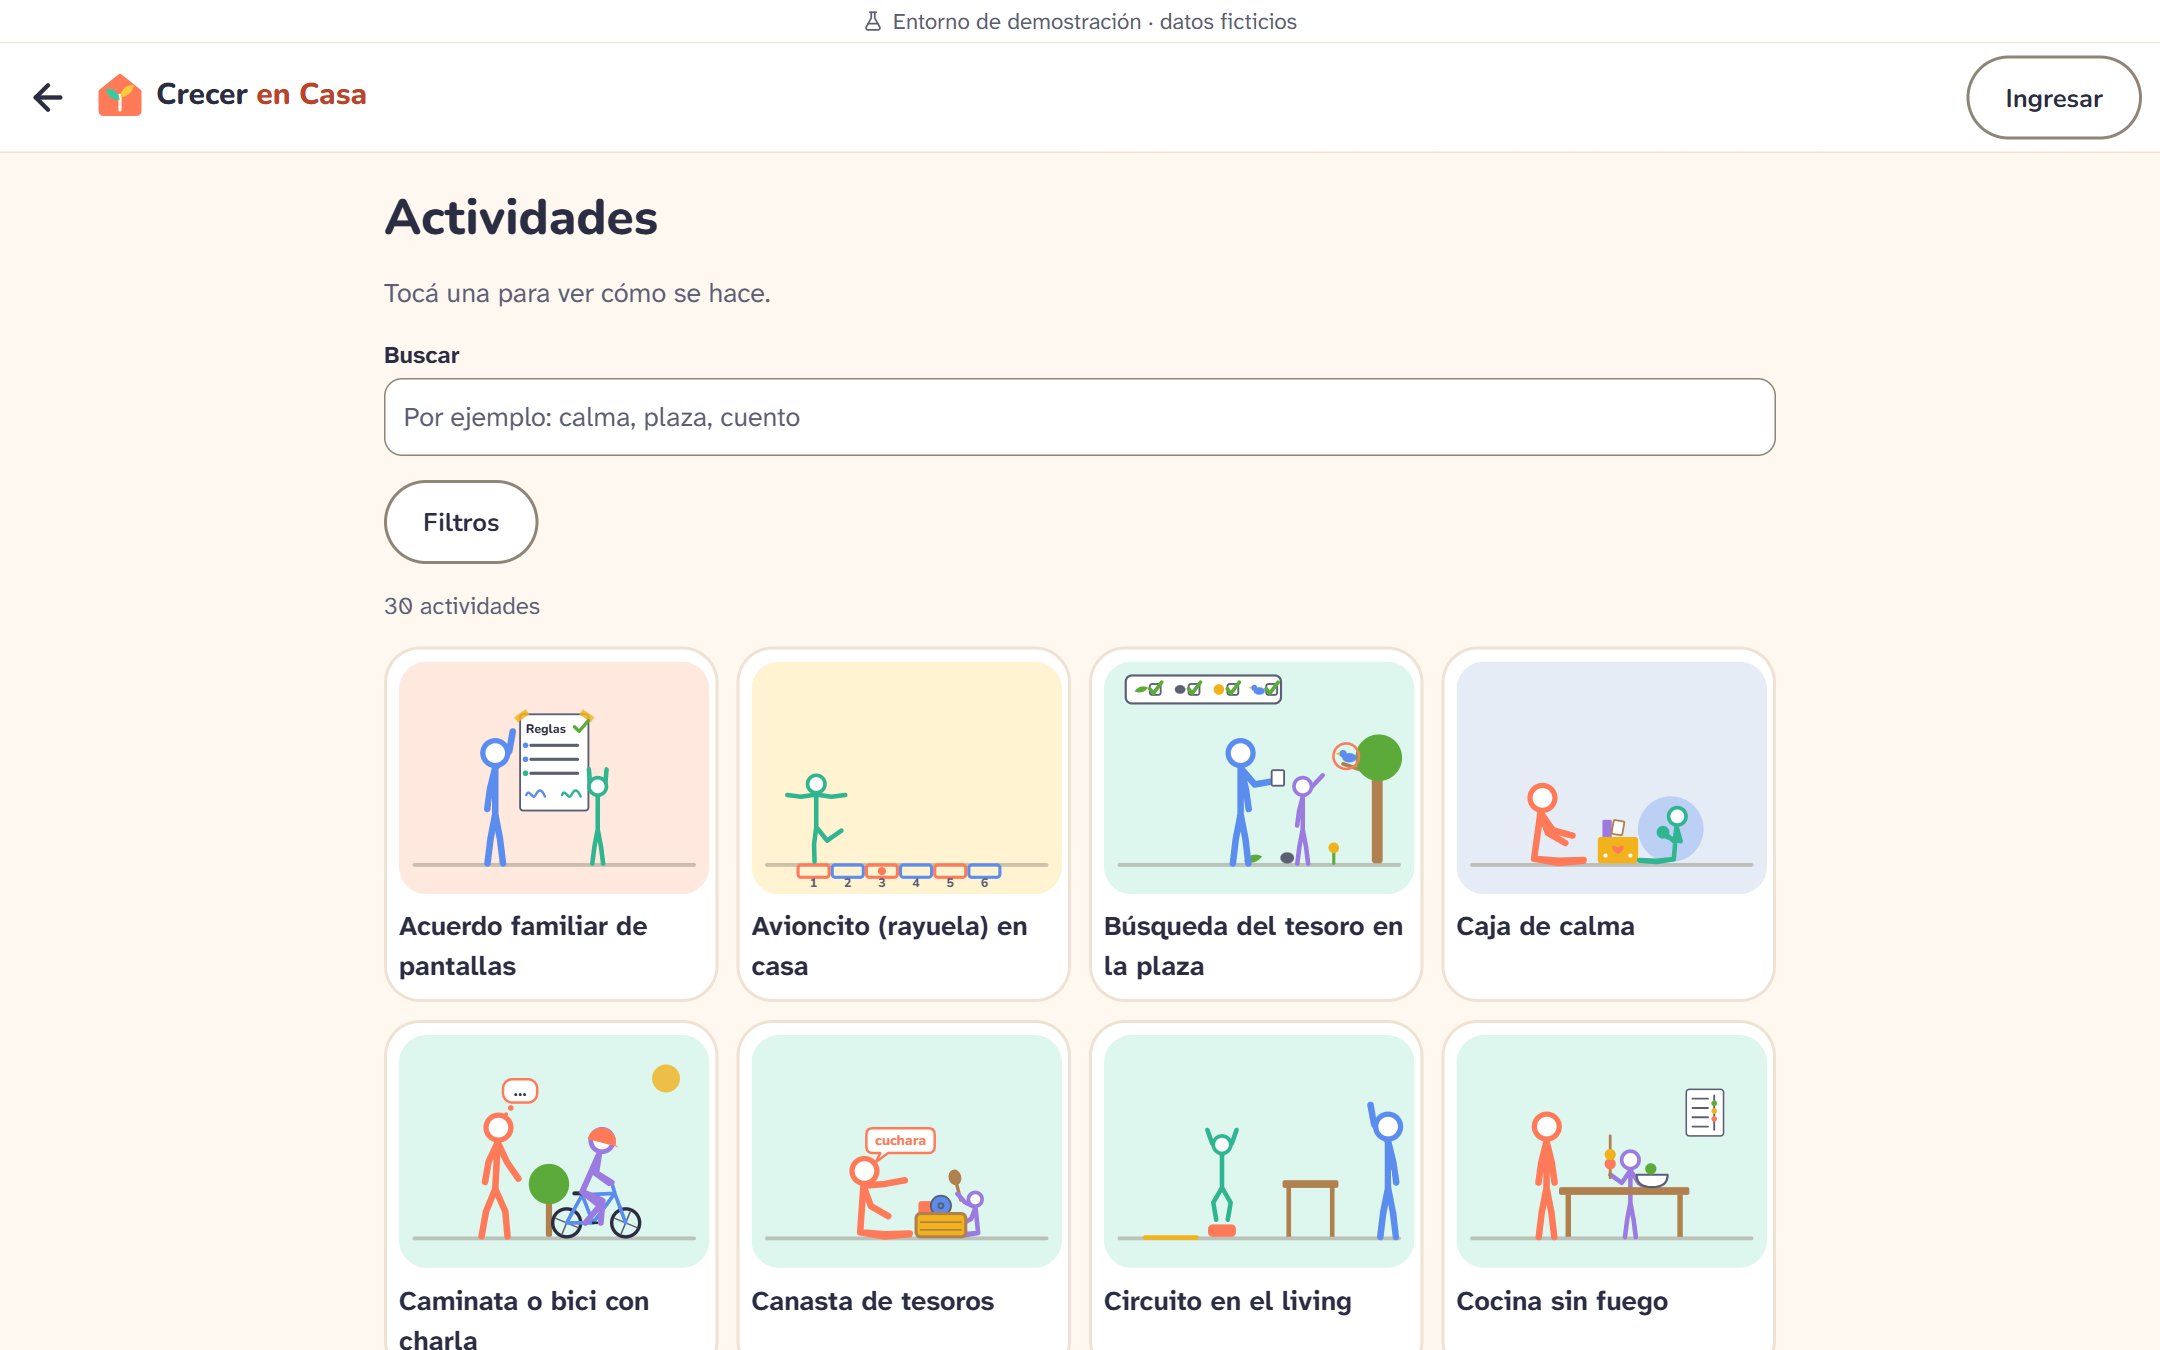 Entorno de demostración · datos ficticios
Crecer en Casa
Ingresar
Actividades
Tocá una para ver cómo se hace.
Buscar
Por ejemplo: calma, plaza, cuento
Filtros
30 actividades
Reglas
1 2 3 4 5 6
Acuerdo familiar de
pantallas
Avioncito (rayuela) en
casa
Búsqueda del tesoro en
la plaza
Caja de calma
...
cuchara
Caminata o bici con
charla
Canasta de tesoros
Circuito en el living
Cocina sin fuego